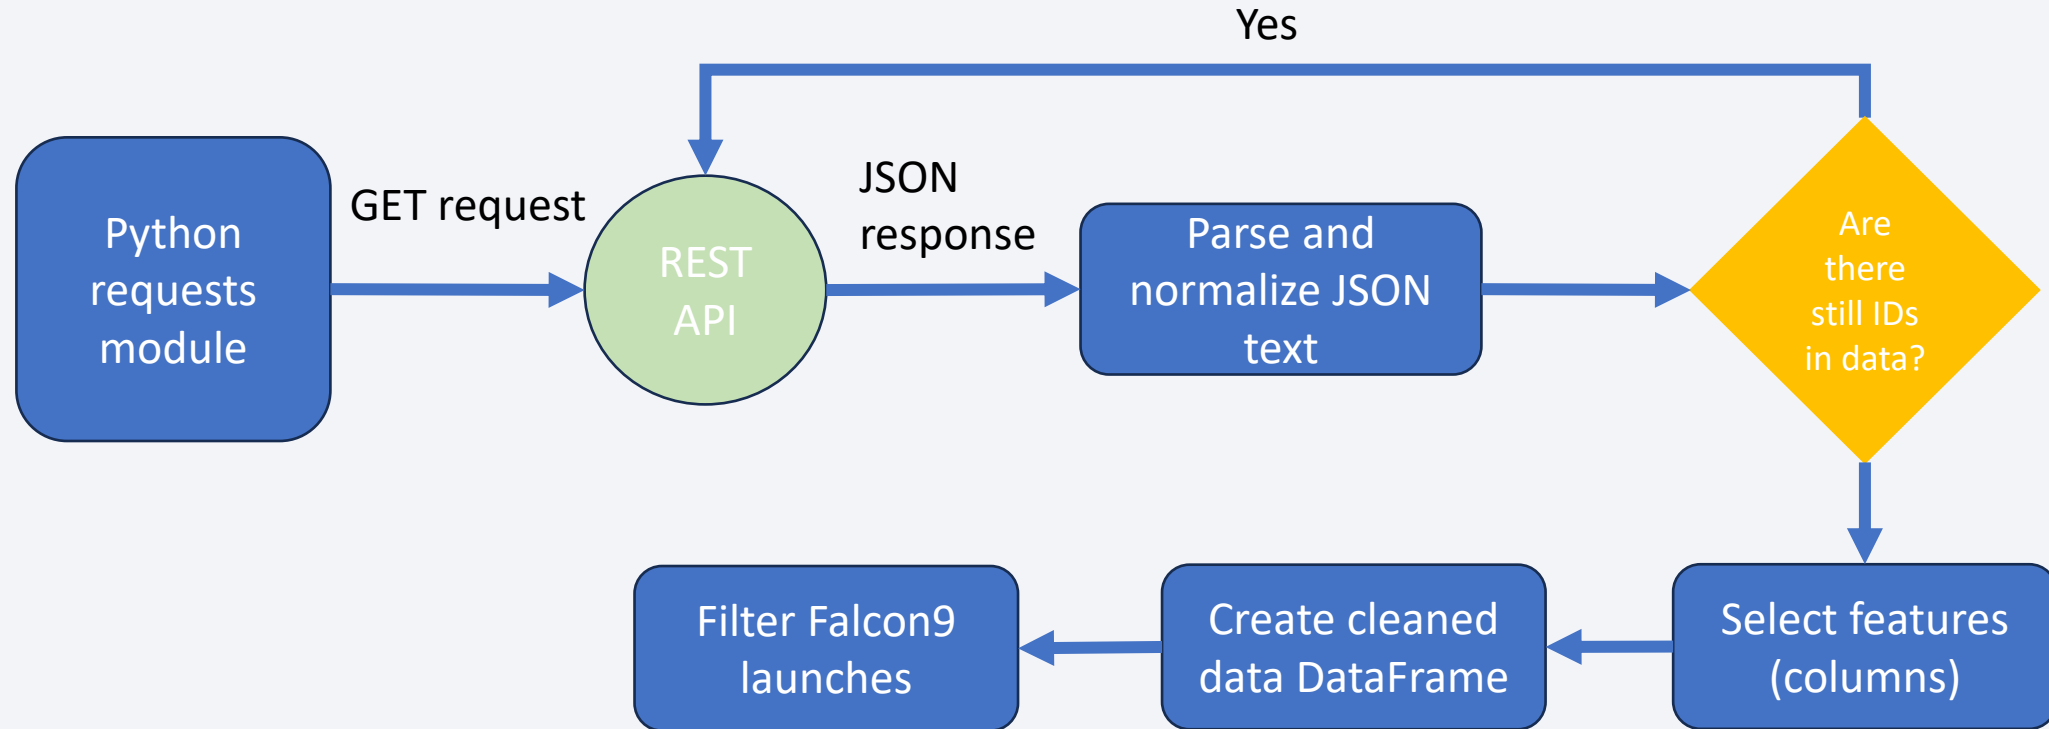 Yes
Python
requests
module
GET request
REST
API
JSON
response
Parse and
normalize JSON
text
Are
there
still IDs
in data?
Select features
(columns)
Create cleaned
data DataFrame
Filter Falcon9
launches